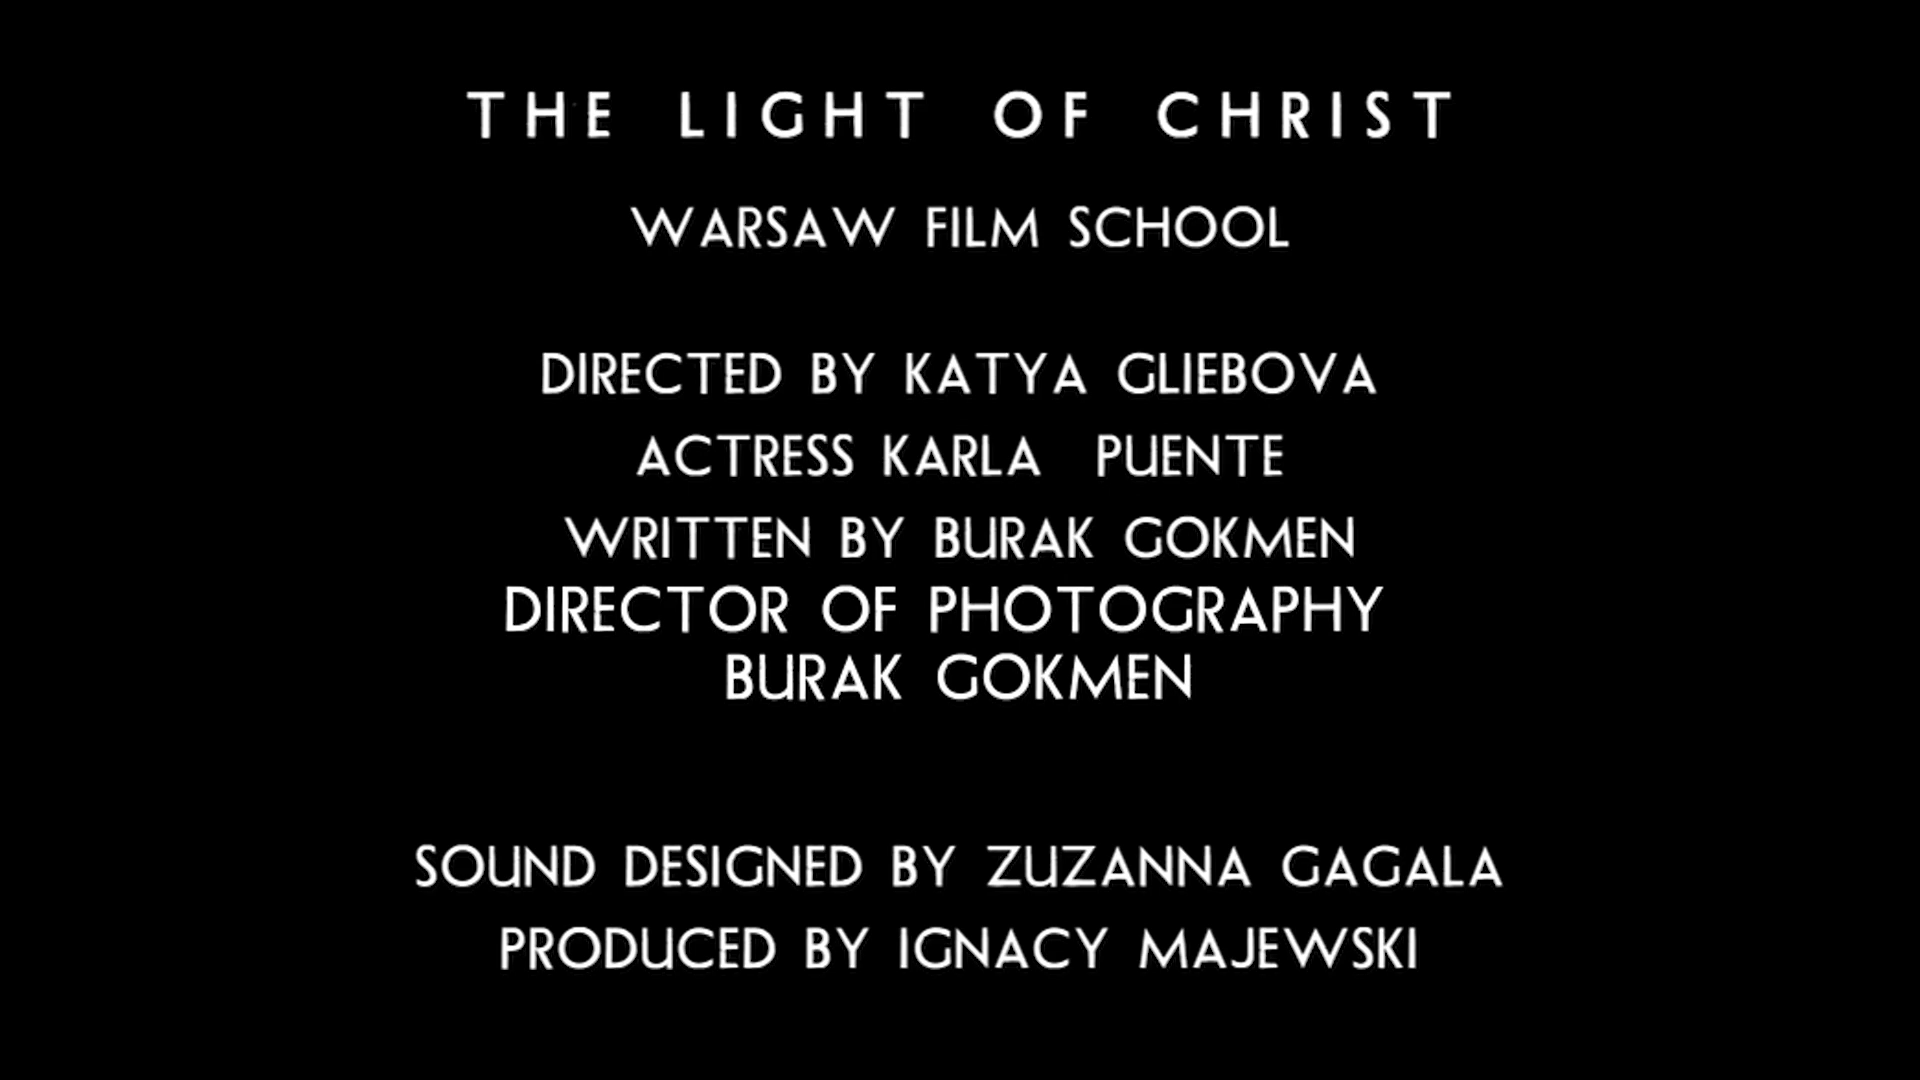 THE LIGHT OF CHRIST
WARSAW FILM SCHOOL
DIRECTED BY KATYA GLIEBOVA
ACTRESS KARLA PUENTE
WRITTEN BY BURAK GOKMEN
DIRECTOR OF PHOTOGRAPHY
BURAK GOKMEN
SOUND DESIGNED BY ZUZANNA GAGALA
PRODUCED BY IGNACY MAJEWSKI